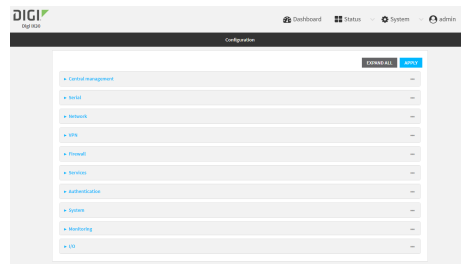 DIGI
Digi IX20
Dashboard
Status
System
admin
Configuration
EXPAND ALL
APPLY
Central management
Serial
Network
VPN
Firewall
Services
Authentication
System
Monitoring